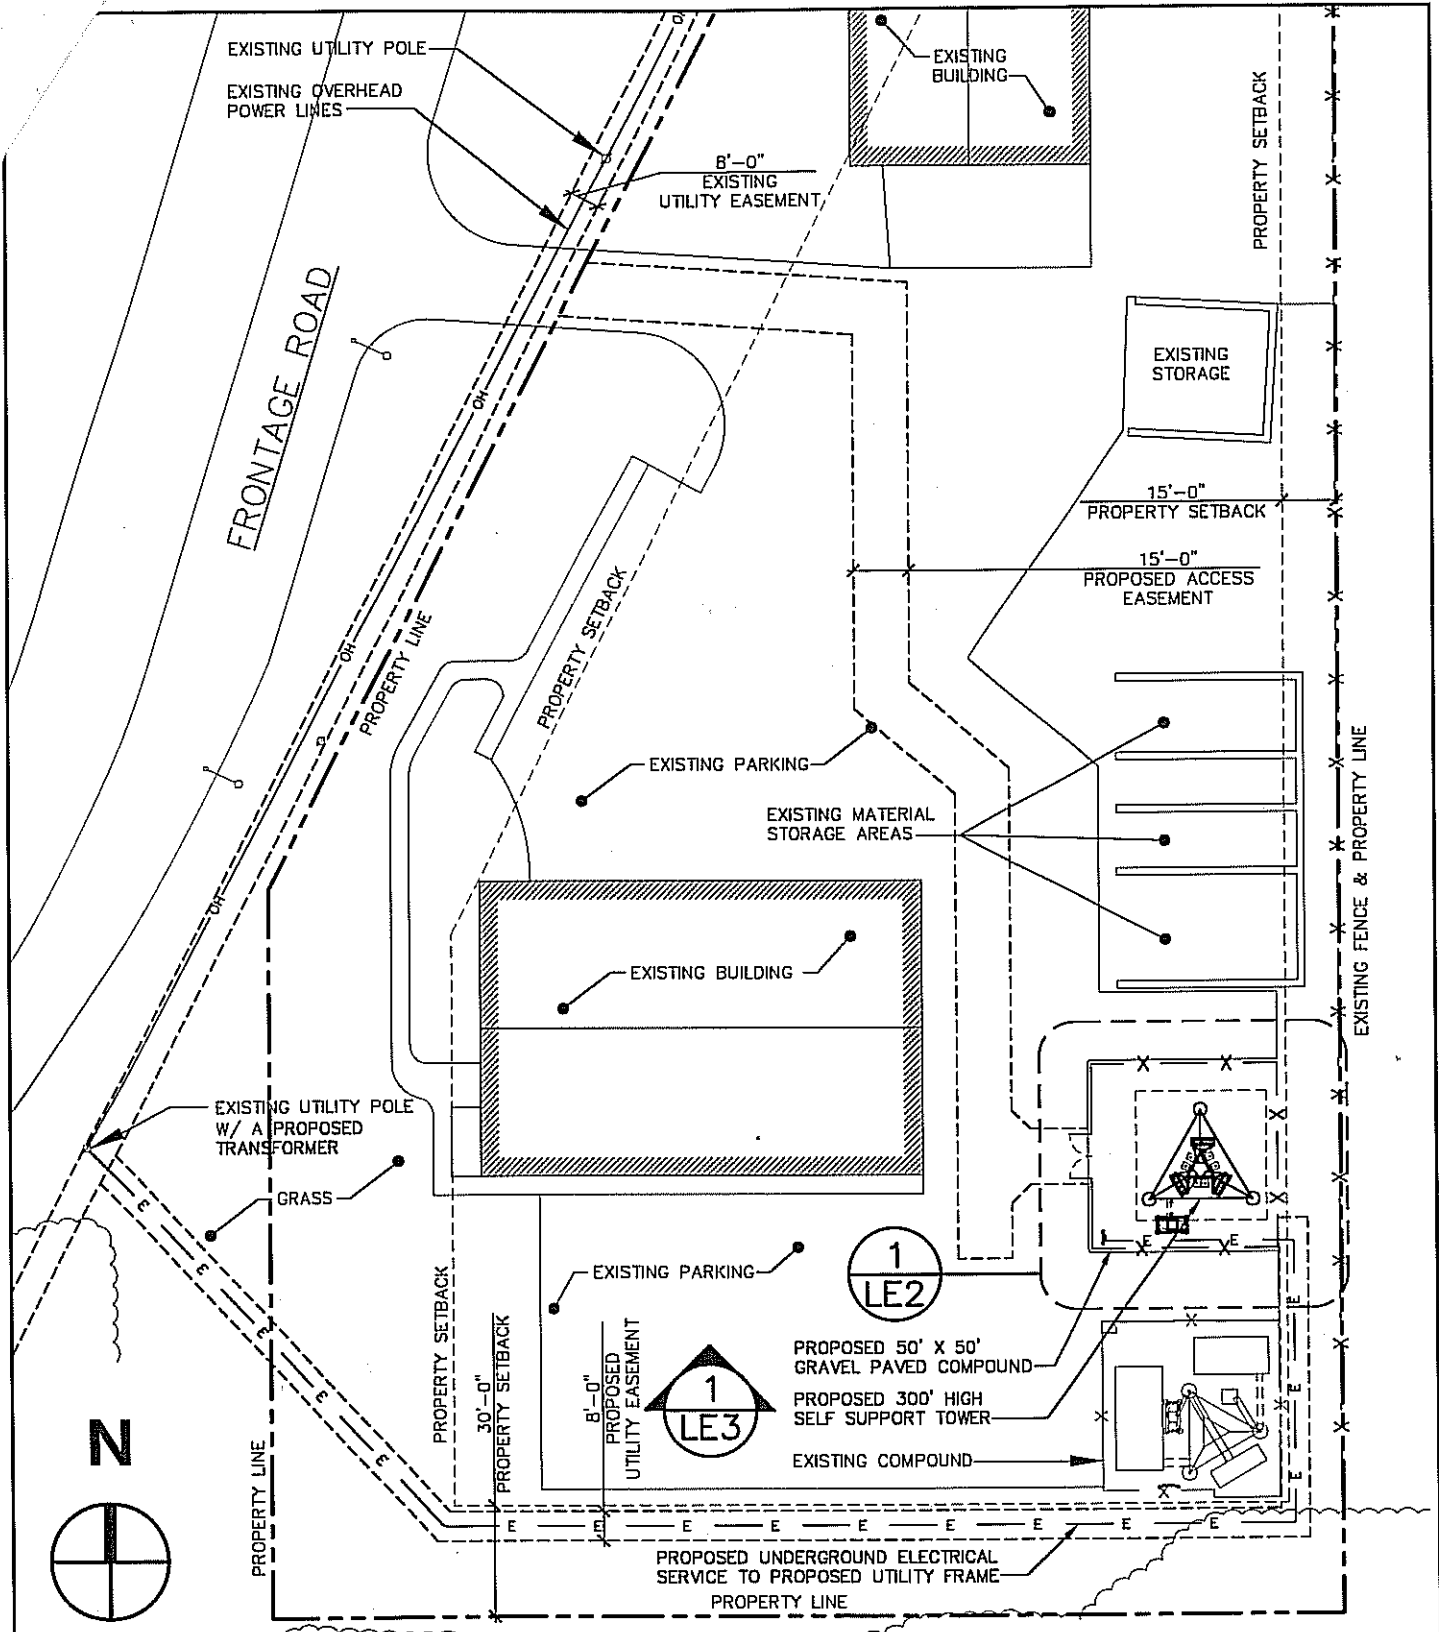 EXISTING UTILITY POLE
EXISTING OVERHEAD
POWER LINES
OH
EXISTING
BUILDING
8'-0"
EXISTING
UTILITY EASEMENT
PROPERTY SETBACK
FRONTAGE ROAD
OH
EXISTING
STORAGE
15'-0"
PROPERTY SETBACK
15'-0"
PROPOSED ACCESS
EASEMENT
OH
PROPERTY LINE
PROPERTY SETBACK
EXISTING PARKING
EXISTING MATERIAL
STORAGE AREAS
EXISTING FENCE & PROPERTY LINE
OH
EXISTING BUILDING
EXISTING UTILITY POLE
W/ A PROPOSED
TRANSFORMER
GRASS
E
E
E
E
E
EXISTING PARKING
1
LE2
E
E
E
E
E
PROPERTY SETBACK
30'-0"
PROPERTY SETBACK
8'-0"
PROPOSED
UTILITY EASEMENT
1
LE3
PROPOSED 50' X 50'
GRAVEL PAVED COMPOUND
PROPOSED 300' HIGH
SELF SUPPORT TOWER
EXISTING COMPOUND
N
PROPERTY LINE
E
E
E
E
E
E
E
E
E
PROPOSED UNDERGROUND ELECTRICAL
SERVICE TO PROPOSED UTILITY FRAME
PROPERTY LINE